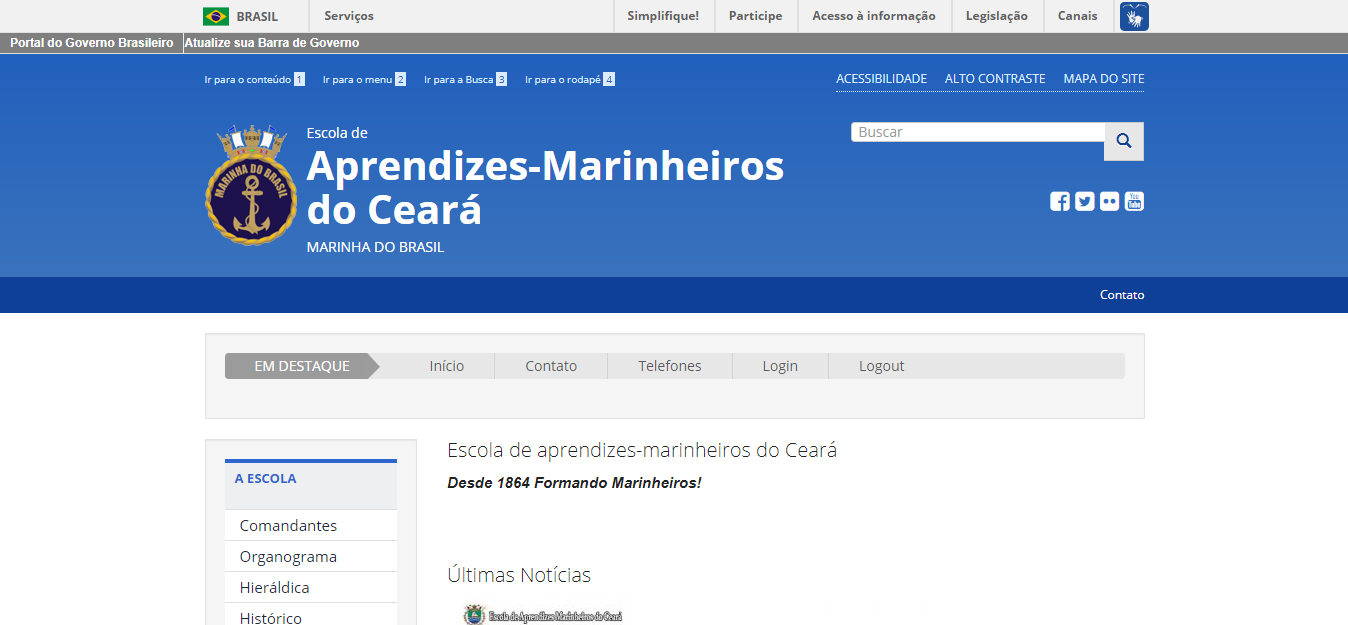 BRASIL Serviços Simplifique! Participe Acesso à informação Legislação Canais
Portal do Governo Brasileiro Atualize sua Barra de Governo
Ir para o conteúdo 1 Ir para o menu 2 Ir para a Busca 3 Ir para o rodapé 4 ACESSIBILIDADE ALTO CONTRASTE MAPA DO SITE
Escola de
Aprendizes-Marinheiros
do Ceará
MARINHA DO BRASIL
MARINHA DO BRASIL
Buscar
You Tube
Contato
EM DESTAQUE Início Contato Telefones Login Logout
A ESCOLA
Comandantes
Organograma
Hieráldica
Histórico
Escola de aprendizes-marinheiros do Ceará
Desde 1864 Formando Marinheiros!
Últimas Notícias
Escola de Aprendizes Marinheiros do Ceará